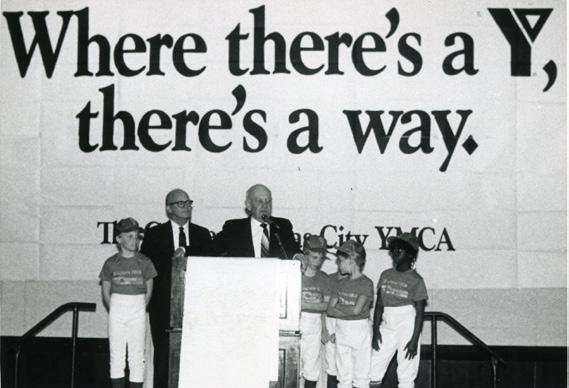 Where there's a Y,
there's a way.
City YMCA